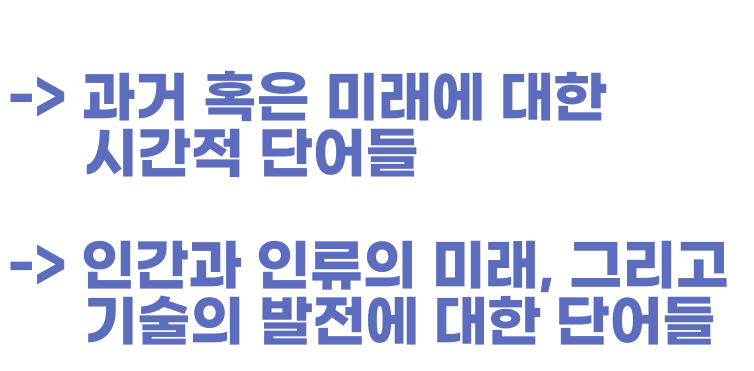 -> 과거 혹은 미래에 대한
시간적 단어들
-> 인간과 인류의 미래, 그리고
기술의 발전에 대한 단어들